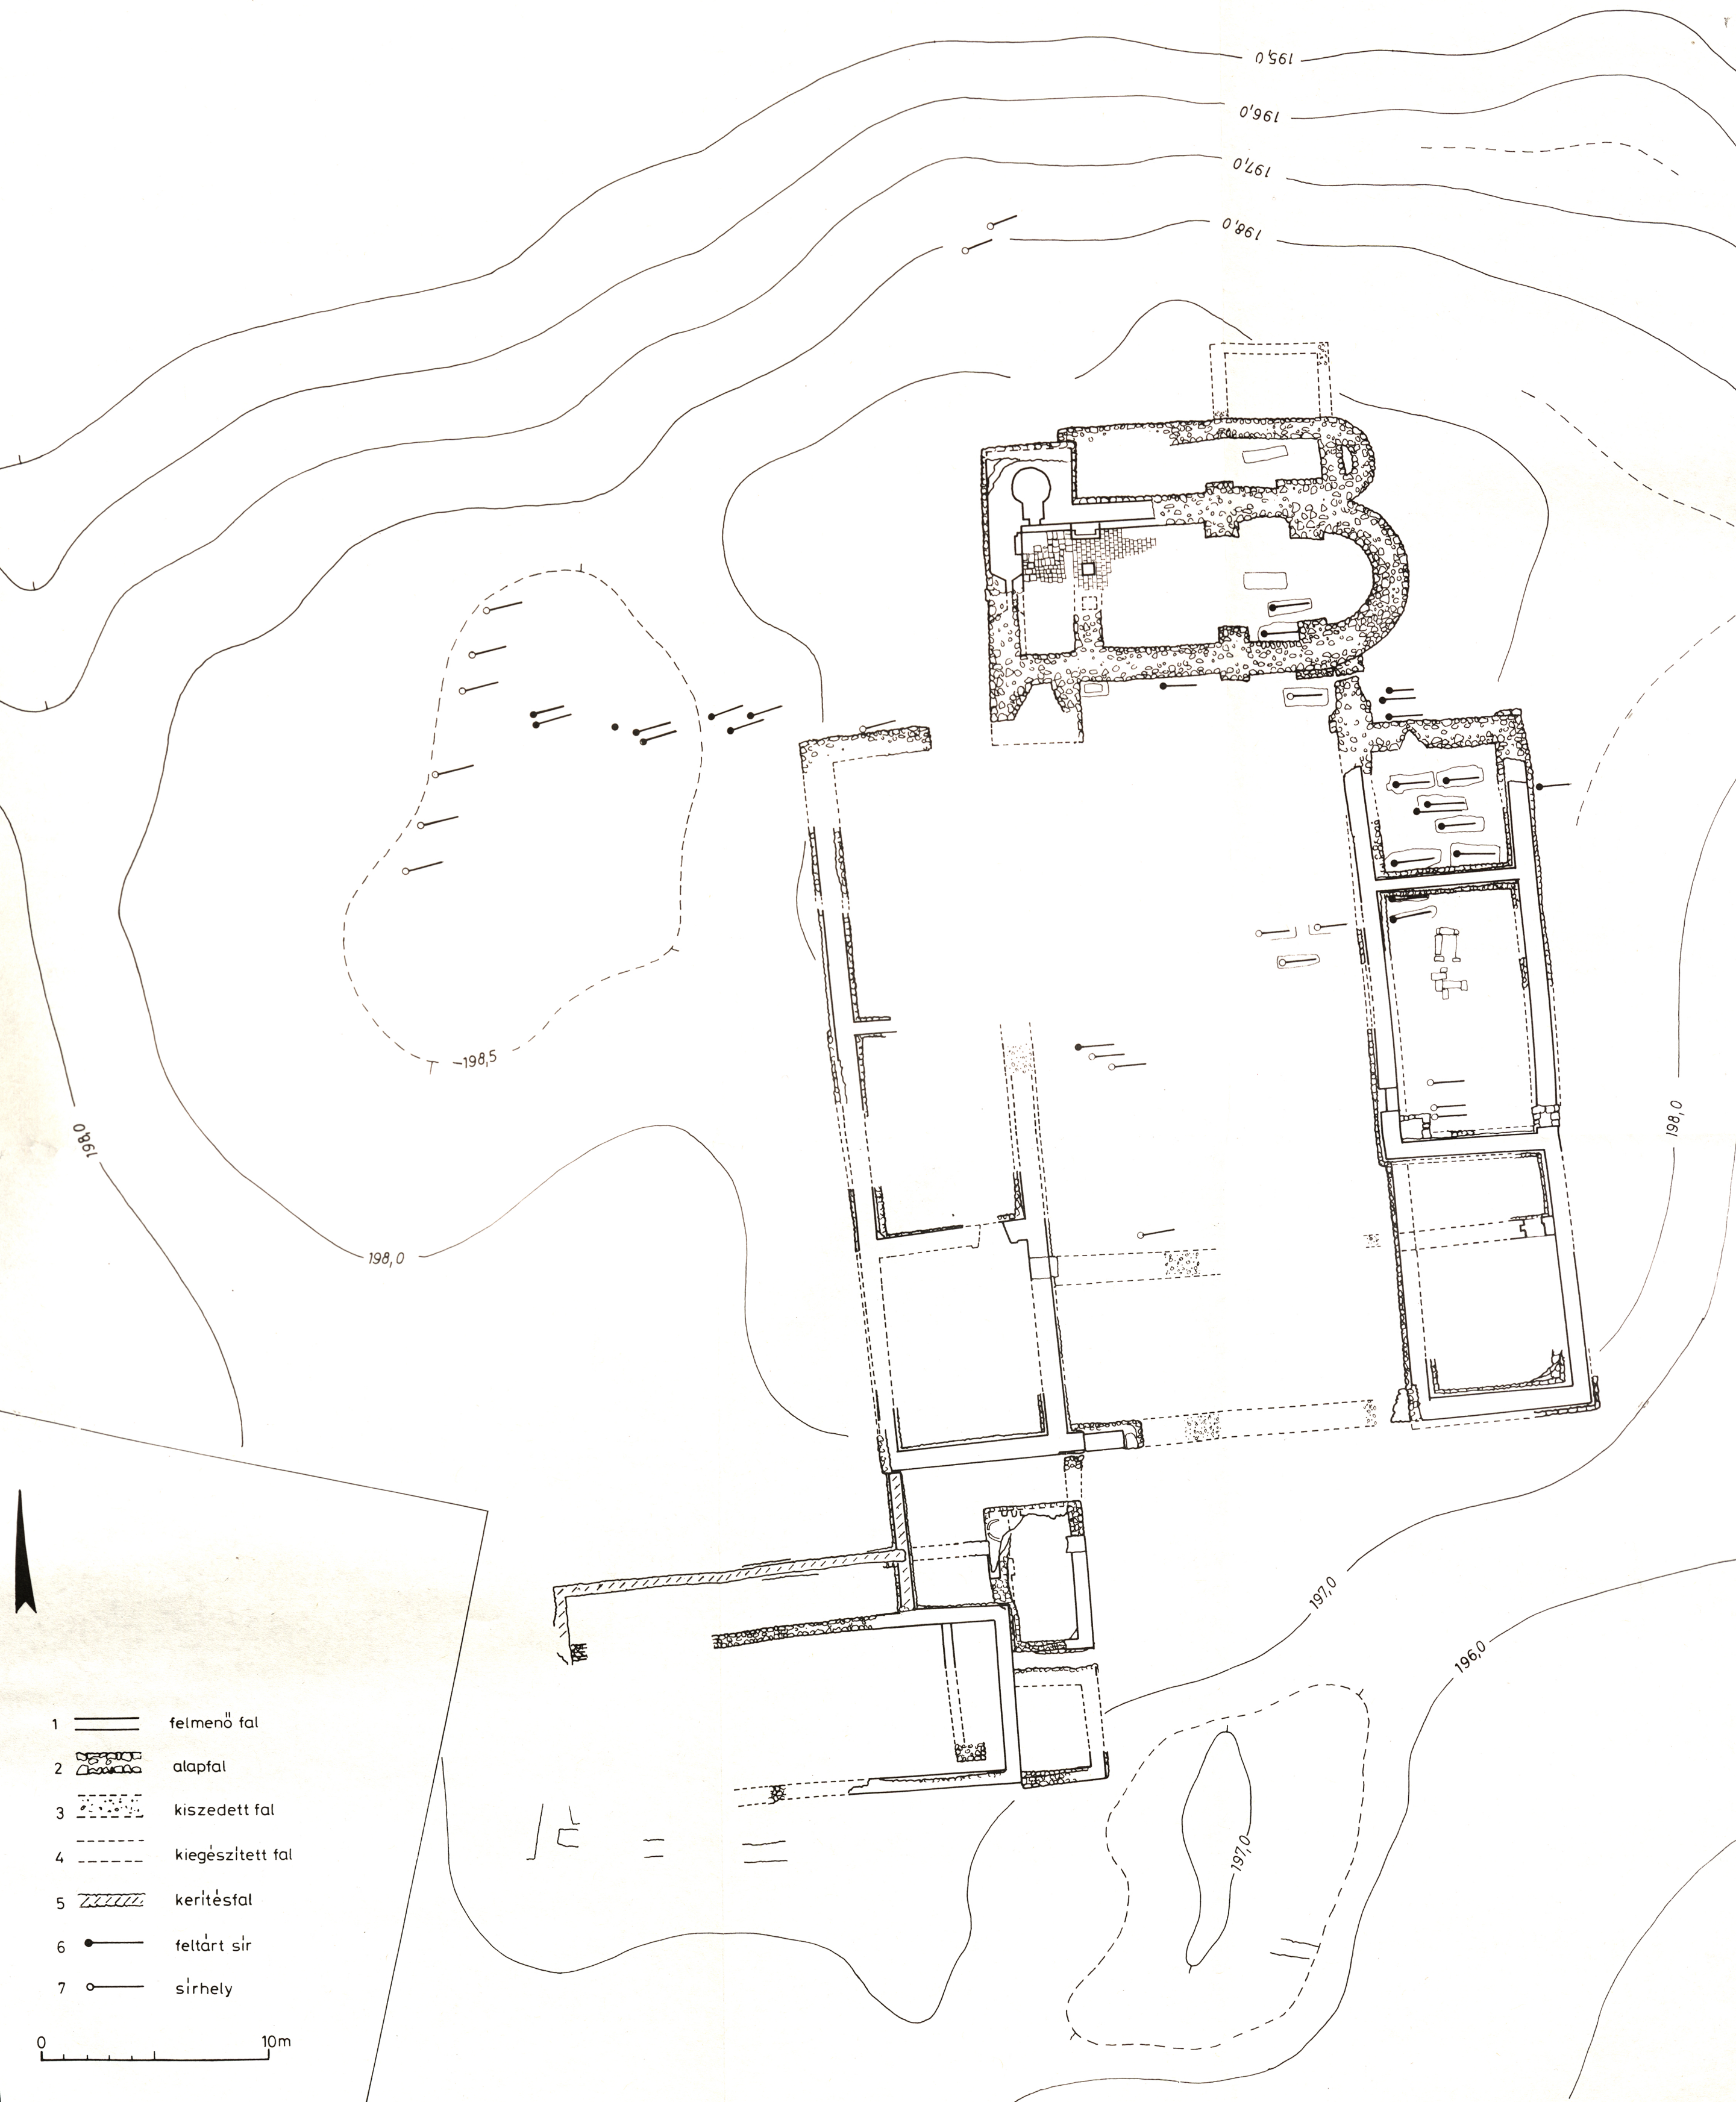 195,0
196,0
197,0
198,0
-198,5
198,0
198,0
198,0
197,0
196,0
197,0
1 felmenő fal
2 alapfal
3 kiszedett fal
4 kiegészített fal
5 kerítésfal
6 feltárt sír
7 sírhely
0 10m